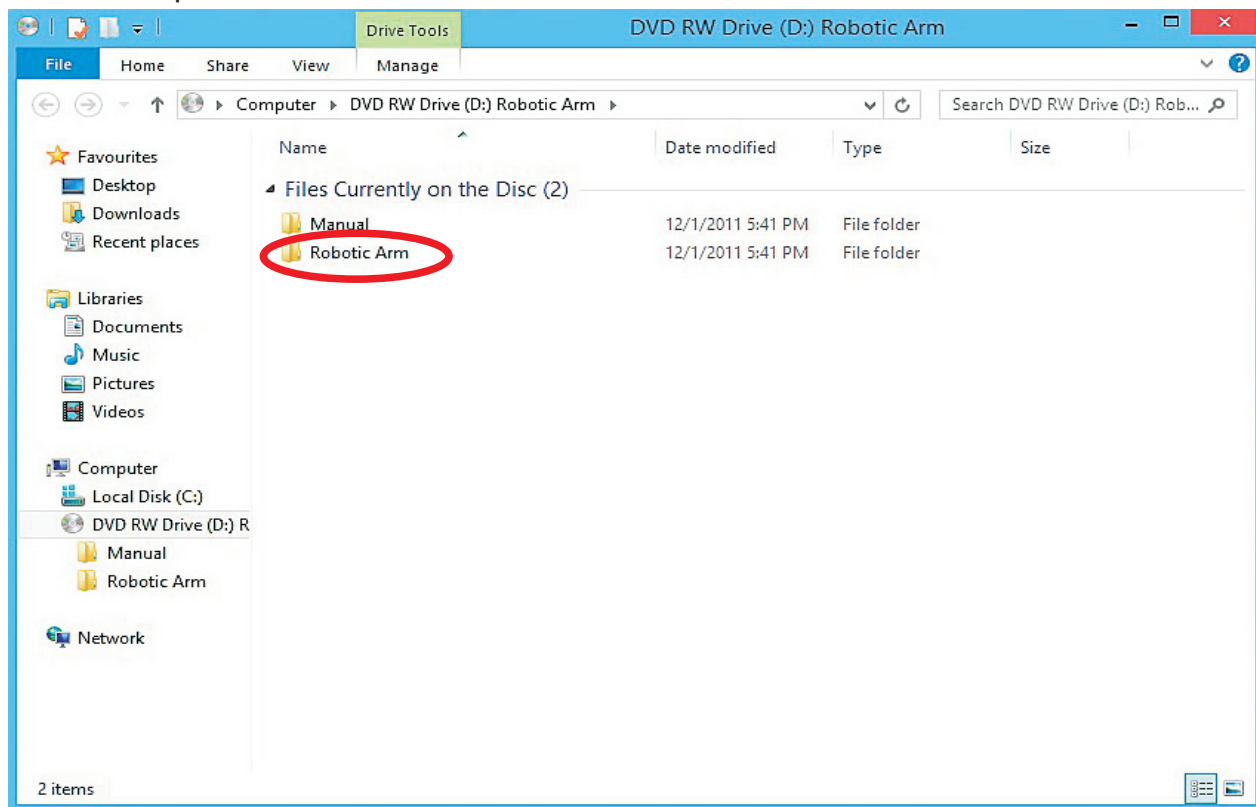 Drive Tools
DVD RW Drive (D:) Robotic Arm
File Home Share View Manage
Computer DVD RW Drive (D:) Robotic Arm
Search DVD RW Drive (D:) Rob...
Name Date modified Type Size
Favourites
Desktop
Downloads
Recent places
Files Currently on the Disc (2)
Manual 12/1/2011 5:41 PM File folder
Robotic Arm 12/1/2011 5:41 PM File folder
Libraries
Documents
Music
Pictures
Videos
Computer
Local Disk (C:)
DVD RW Drive (D:) R
Manual
Robotic Arm
Network
2 items